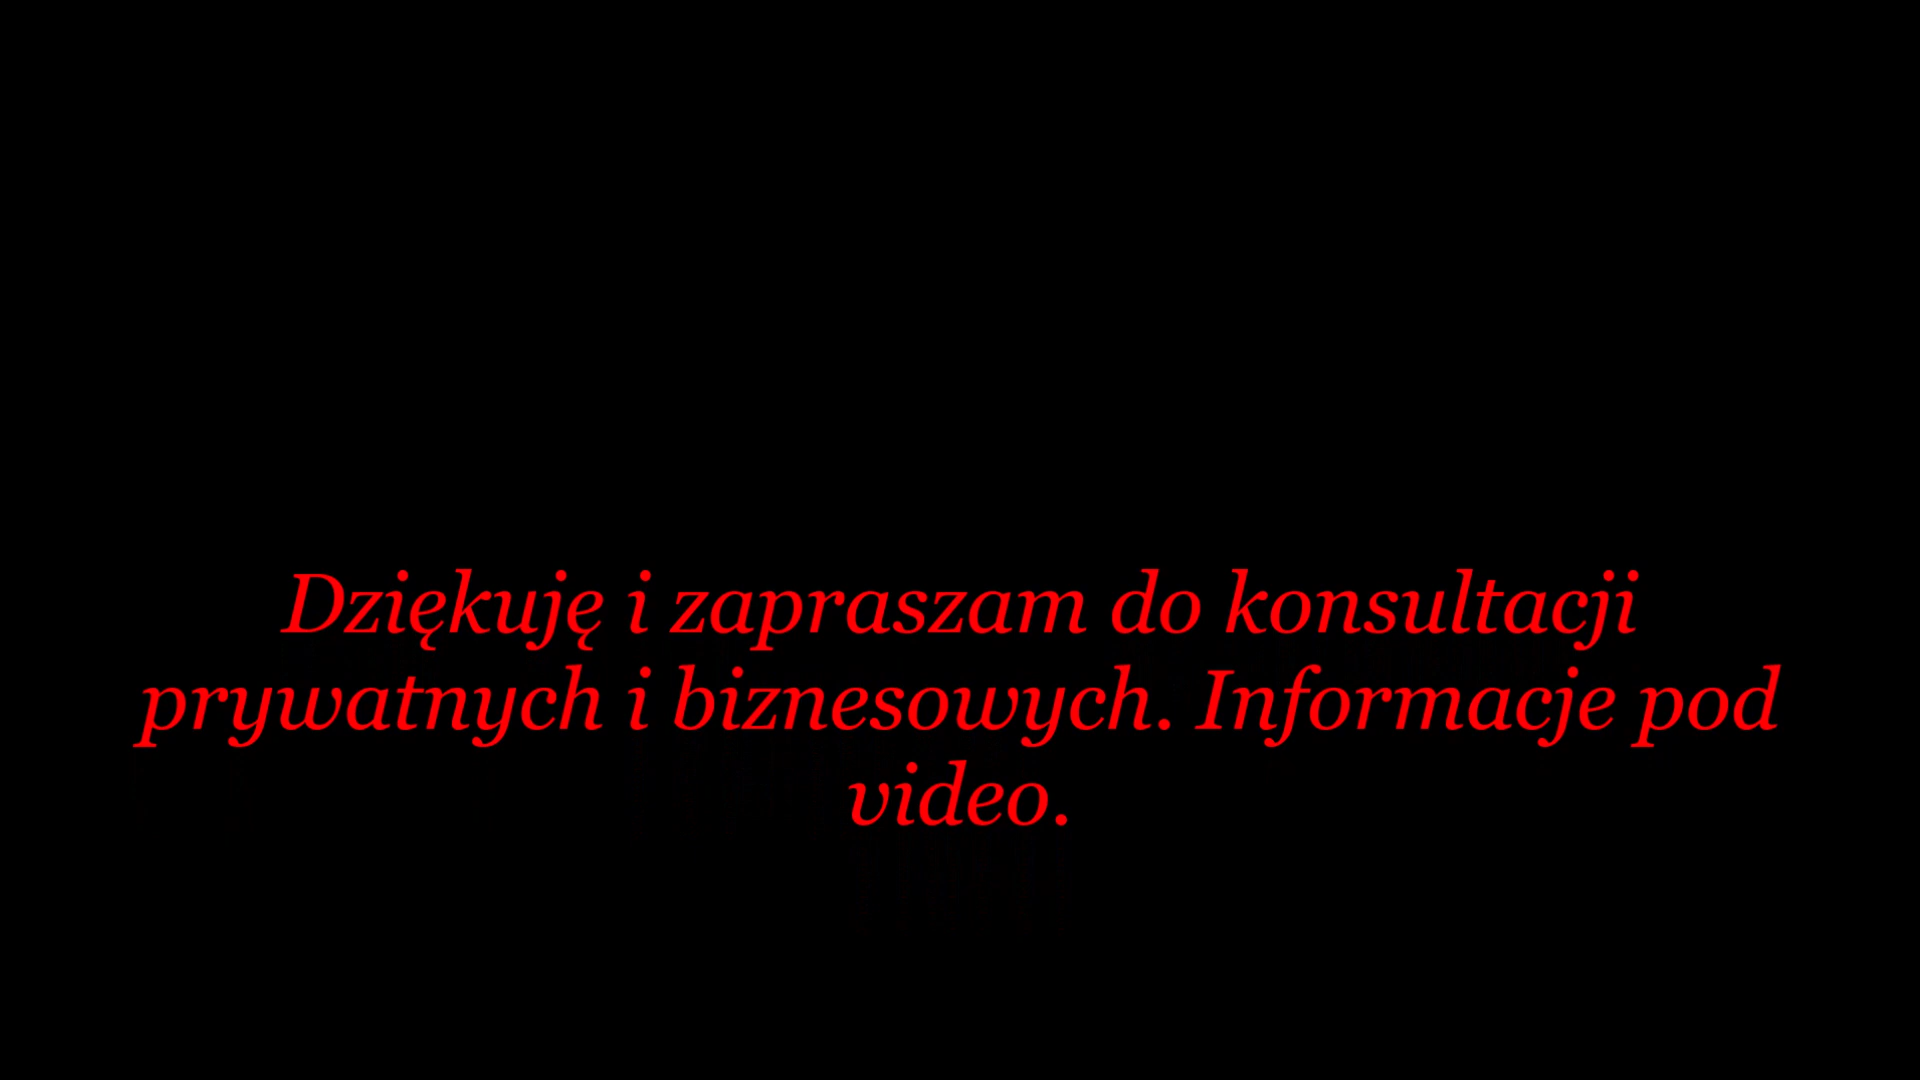 Dziękuję i zapraszam do konsultacji
prywatnych i biznesowych. Informacje pod
video.